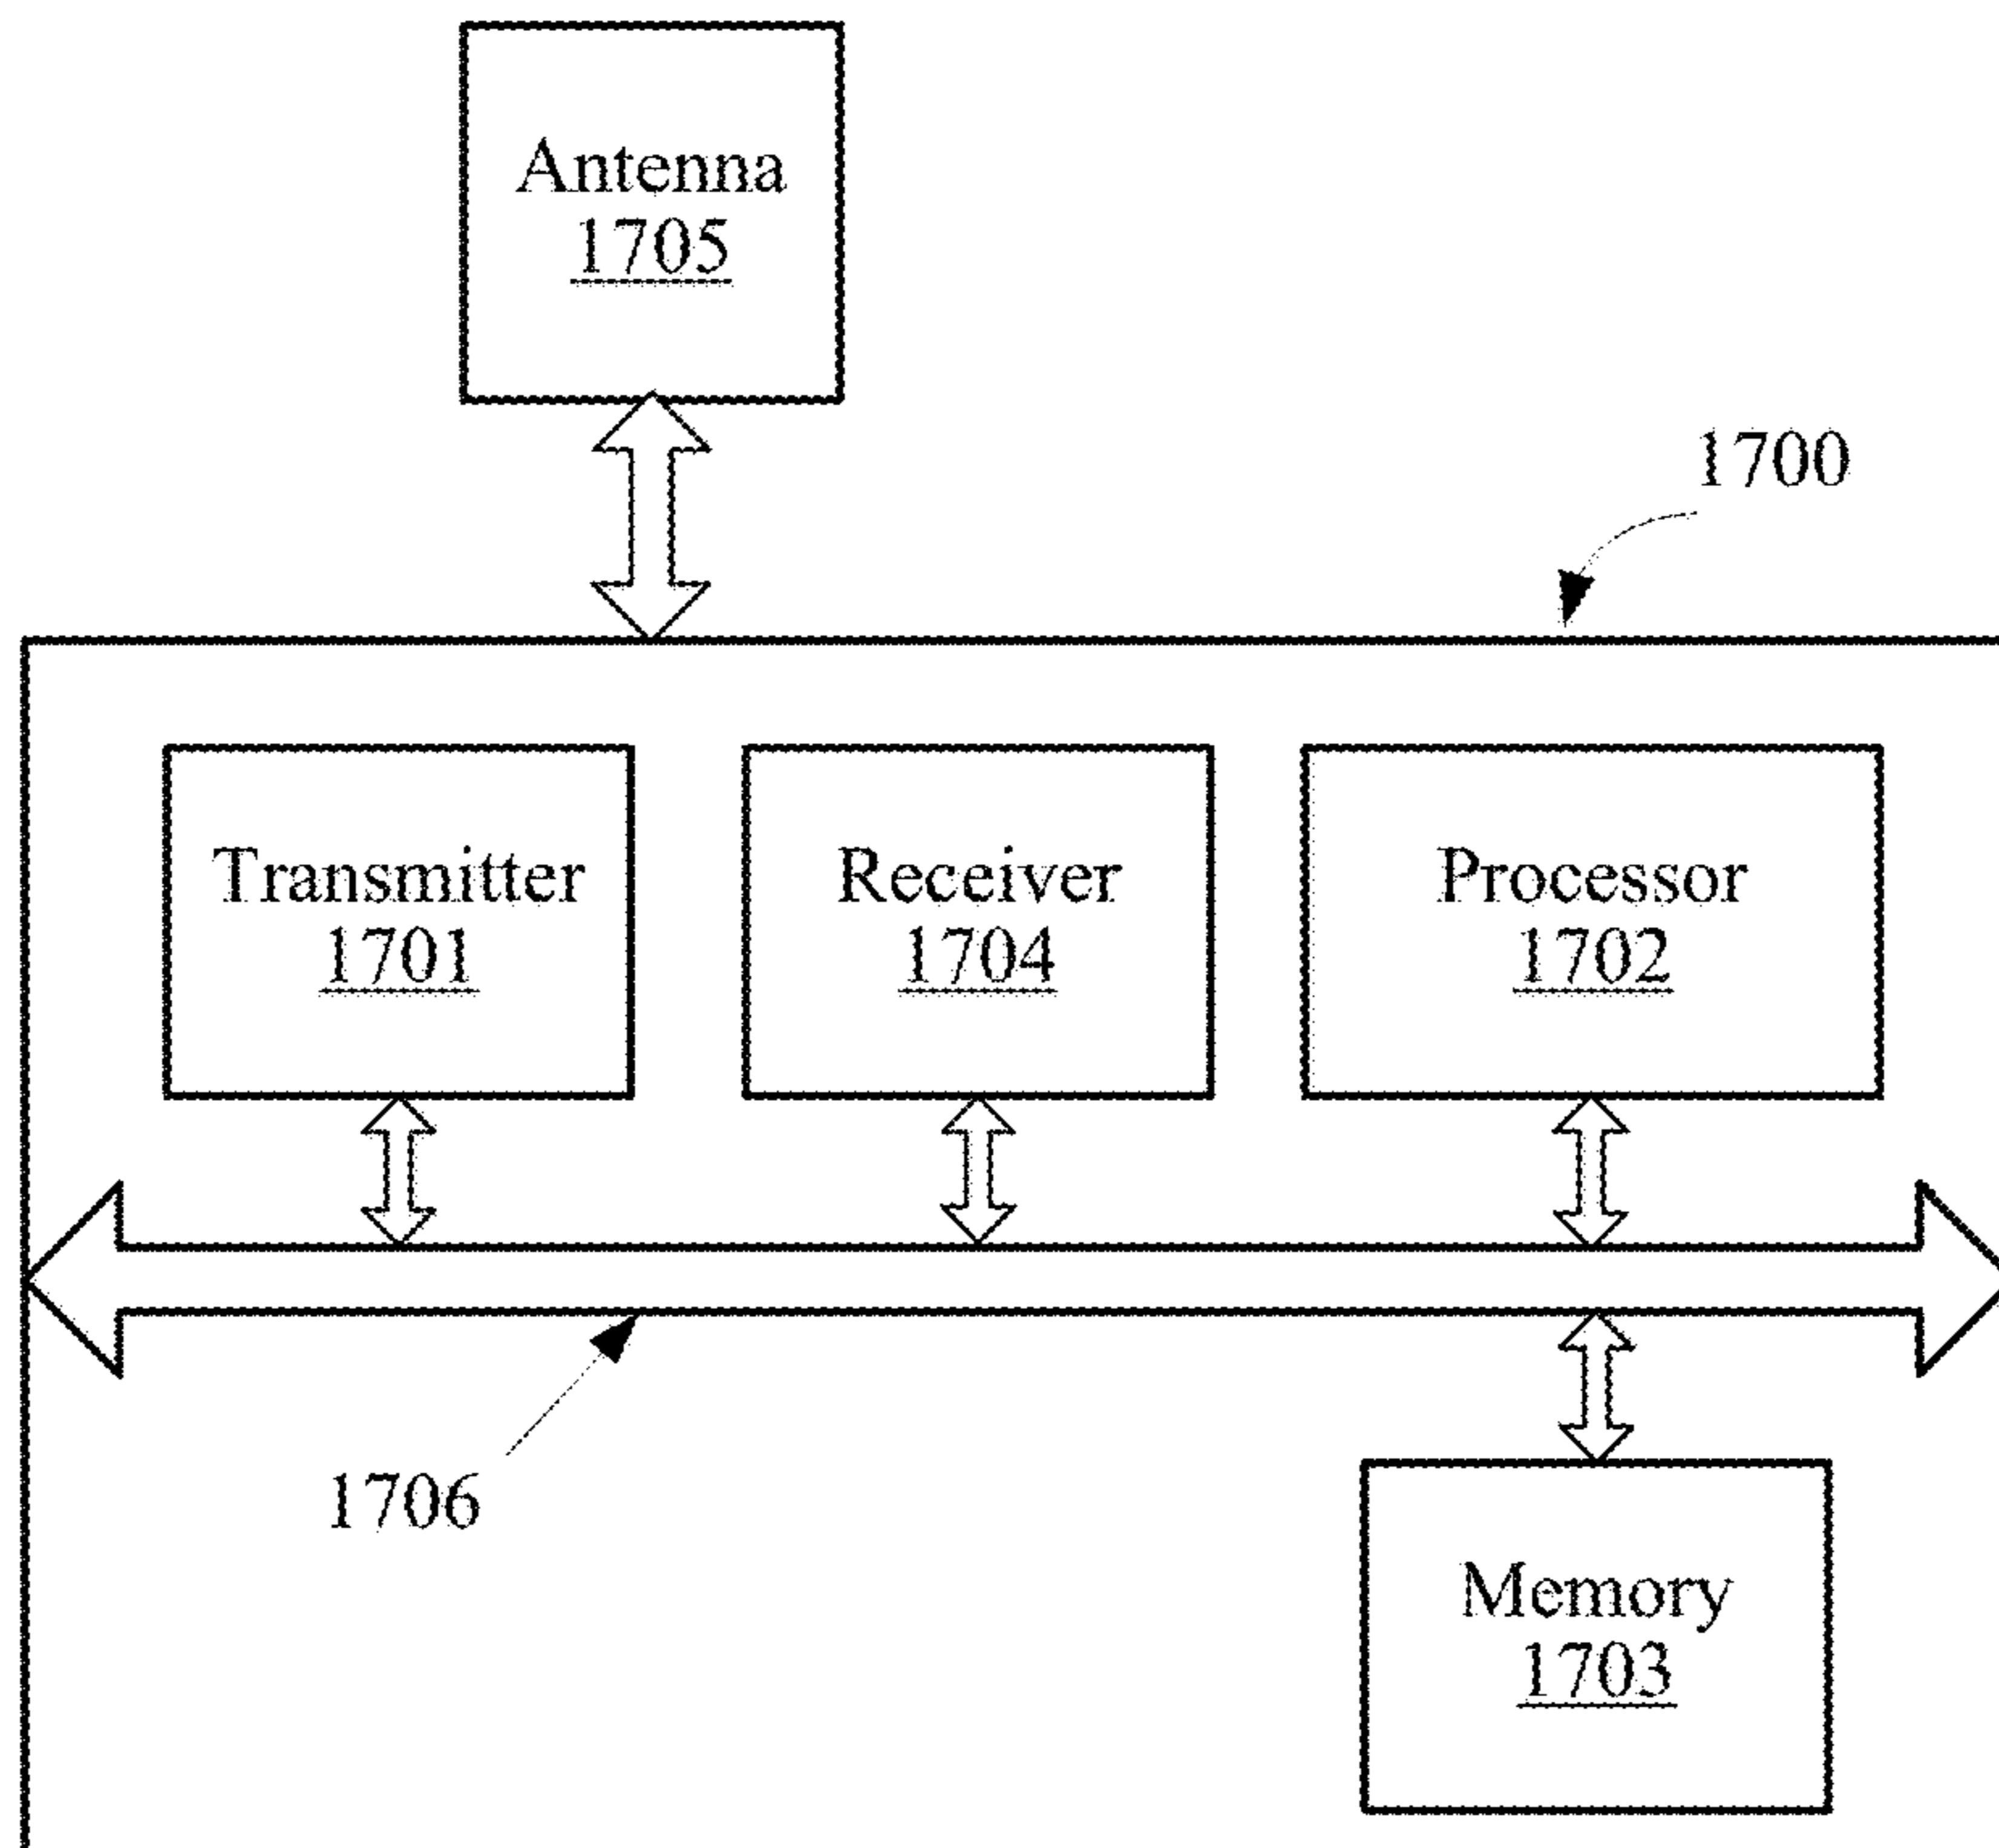 Antenna
1705
1700
Transmitter
1701
Receiver
1704
Processor
1702
1706
Memory
1703